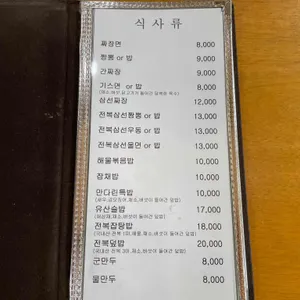 식 사 류
짜장면 8,000
짬뽕 or 밥 9,000
간짜장 9,000
기스면 or 밥 8,000
삼선짜장 12,000
전복삼선짬뽕 or 밥 13,000
전복삼선우동 or 밥 13,000
전복삼선울면 or 밥 13,000
해물볶음밥 10,000
잡채밥 10,000
만다린특밥 10,000
유산슬밥 17,000
전복잡탕밥 18,000
전복덮밥 20,000
군만두 8,000
물만두 8,000